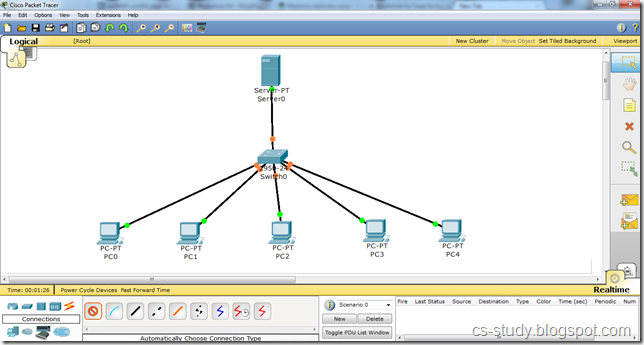 Cisco Packet Tracer
File Edit Options View Tools Extensions Help
Logical [Root] New Cluster Move Object Set Tiled Background Viewport
Server-PT
Server0
Switch0
PC-PT
PC0
PC-PT
PC1
PC-PT
PC2
PC-PT
PC3
PC-PT
PC4
Time: 00:01:26 Power Cycle Devices Fast Forward Time Realtime
Connections
Automatically Choose Connection Type
Scenario 0
New Delete
Toggle PDU List Window
Fire Last Status Source Destination Type Color Time (sec) Periodic Num
cs-study.blogspot.com